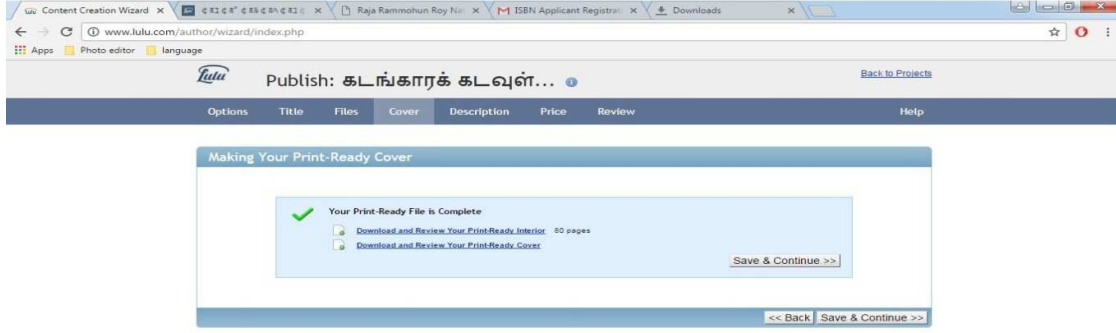 Content Creation Wizard
Raja Rammohun Roy Nat
ISBN Applicant Registrati
Downloads
www.lulu.com/author/wizard/index.php
Apps Photo editor language
Lulu
Publish: கடங்காரக் கடவுள்...
Back to Projects
Options Title Files Cover Description Price Review Help
Making Your Print-Ready Cover
Your Print-Ready File is Complete
Download and Review Your Print-Ready Interior 80 pages
Download and Review Your Print-Ready Cover
Save & Continue >>
<< Back Save & Continue >>